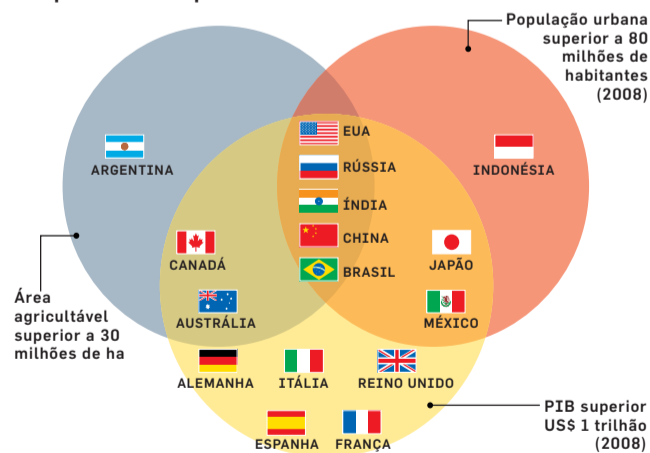 População urbana
superior a 80
milhões de
habitantes
(2008)
EUA
ARGENTINA
RÚSSIA
INDONÉSIA
ÍNDIA
CHINA
CANADÁ
BRASIL
JAPÃO
Área
agricultável
superior a 30
milhões de ha
AUSTRÁLIA
MÉXICO
ALEMANHA
ITÁLIA
REINO UNIDO
PIB superior
US$ 1 trilhão
(2008)
ESPANHA
FRANÇA